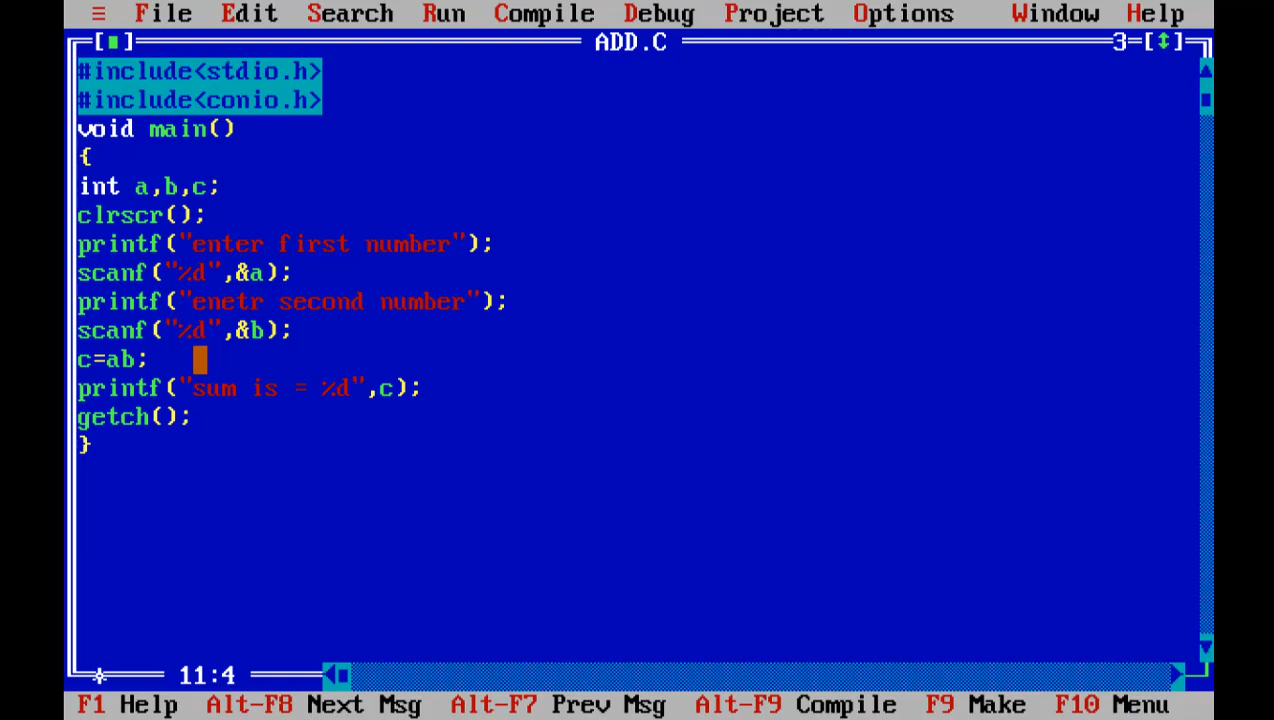 ≡ File Edit Search Run Compile Debug Project Options Window Help
[■] ADD.C 3=[↕]
#include<stdio.h>
#include<conio.h>
void main()
{
int a,b,c;
clrscr();
printf("enter first number");
scanf("%d",&a);
printf("enetr second number");
scanf("%d",&b);
c=ab;
printf("sum is = %d",c);
getch();
}
11:4
F1 Help Alt-F8 Next Msg Alt-F7 Prev Msg Alt-F9 Compile F9 Make F10 Menu